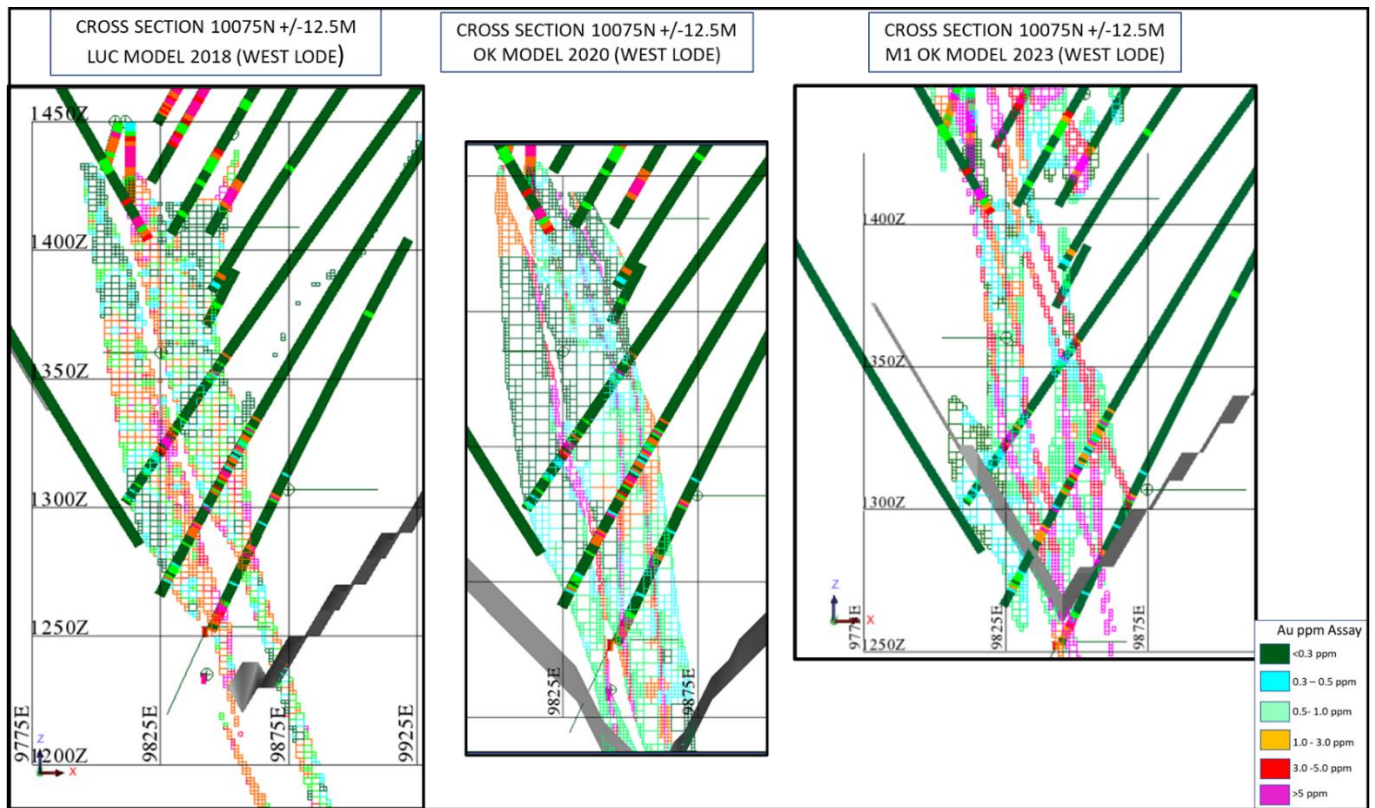 CROSS SECTION 10075N +/-12.5M
LUC MODEL 2018 (WEST LODE)
CROSS SECTION 10075N +/-12.5M
OK MODEL 2020 (WEST LODE)
CROSS SECTION 10075N +/-12.5M
M1 OK MODEL 2023 (WEST LODE)
1450Z
1400Z
1350Z
1300Z
1250Z
1200Z
9775E
9825E
9875E
9925E
Z
X
9825E
9875E
1400Z
1350Z
1300Z
1250Z
9775E
9825E
9875E
Z
X
Au ppm Assay
<0.3 ppm
0.3 – 0.5 ppm
0.5- 1.0 ppm
1.0 - 3.0 ppm
3.0 -5.0 ppm
>5 ppm